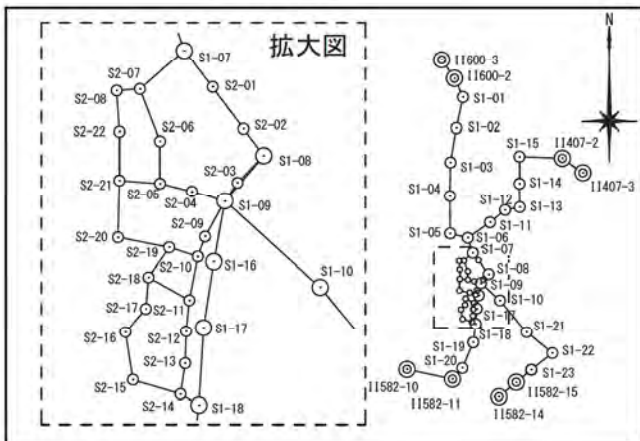 拡大図
S1-07
S2-07
S2-01
S2-08
S2-02
S2-22
S2-06
S1-08
S2-03
S2-21
S2-06
S2-04
S1-09
S2-09
S2-20
S2-19
S2-10
S1-16
S2-18
S1-10
S2-11
S2-17
S2-16
S2-12
S1-17
S2-13
S2-15
S2-14
S1-18
N
II600-3
II600-2
S1-01
S1-02
S1-15
II407-2
S1-03
II407-3
S1-14
S1-04
S1-12
S1-13
S1-11
S1-05
S1-06
S1-07
S1-08
S1-09
S1-10
S1-17
S1-21
S1-18
S1-19
S1-22
S1-20
S1-23
II582-10
II582-15
II582-11
II582-14